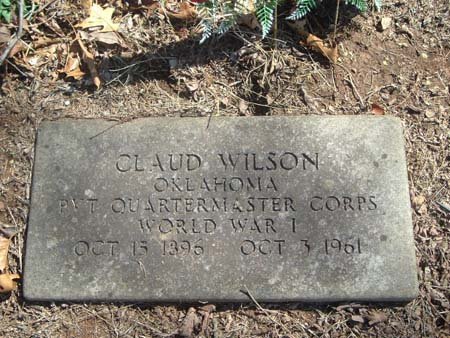 CLAUD WILSON
OKLAHOMA
PVT QUARTERMASTER CORPS
WORLD WAR I
OCT 15 1896 OCT 3 1961